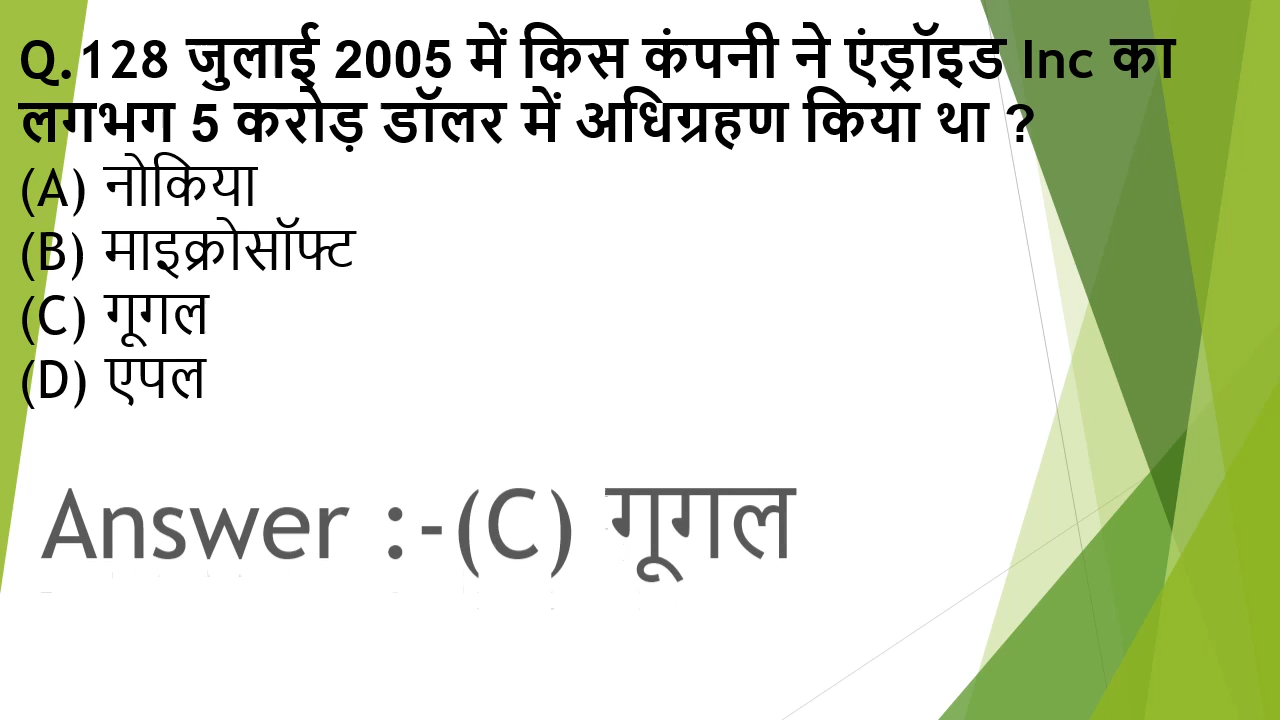 Q.128 जुलाई 2005 में किस कंपनी ने एंड्रॉइड Inc का
लगभग 5 करोड़ डॉलर में अधिग्रहण किया था ?
(A) नोकिया
(B) माइक्रोसॉफ्ट
(C) गूगल
(D) एपल
Answer :-(C) गूगल